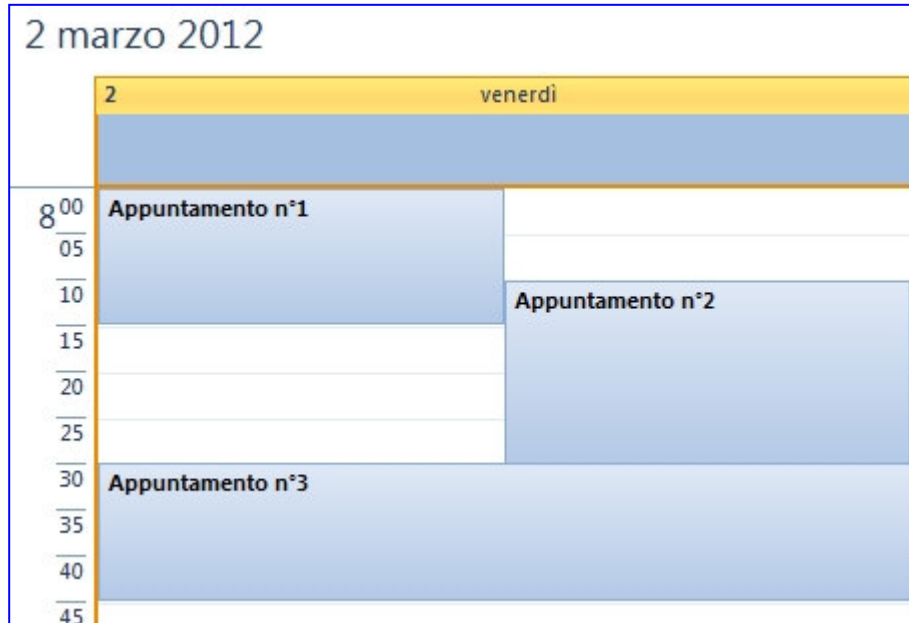 2 marzo 2012
2 venerdì
8 00 Appuntamento n°1
05
10 Appuntamento n°2
15
20
25
30 Appuntamento n°3
35
40
45